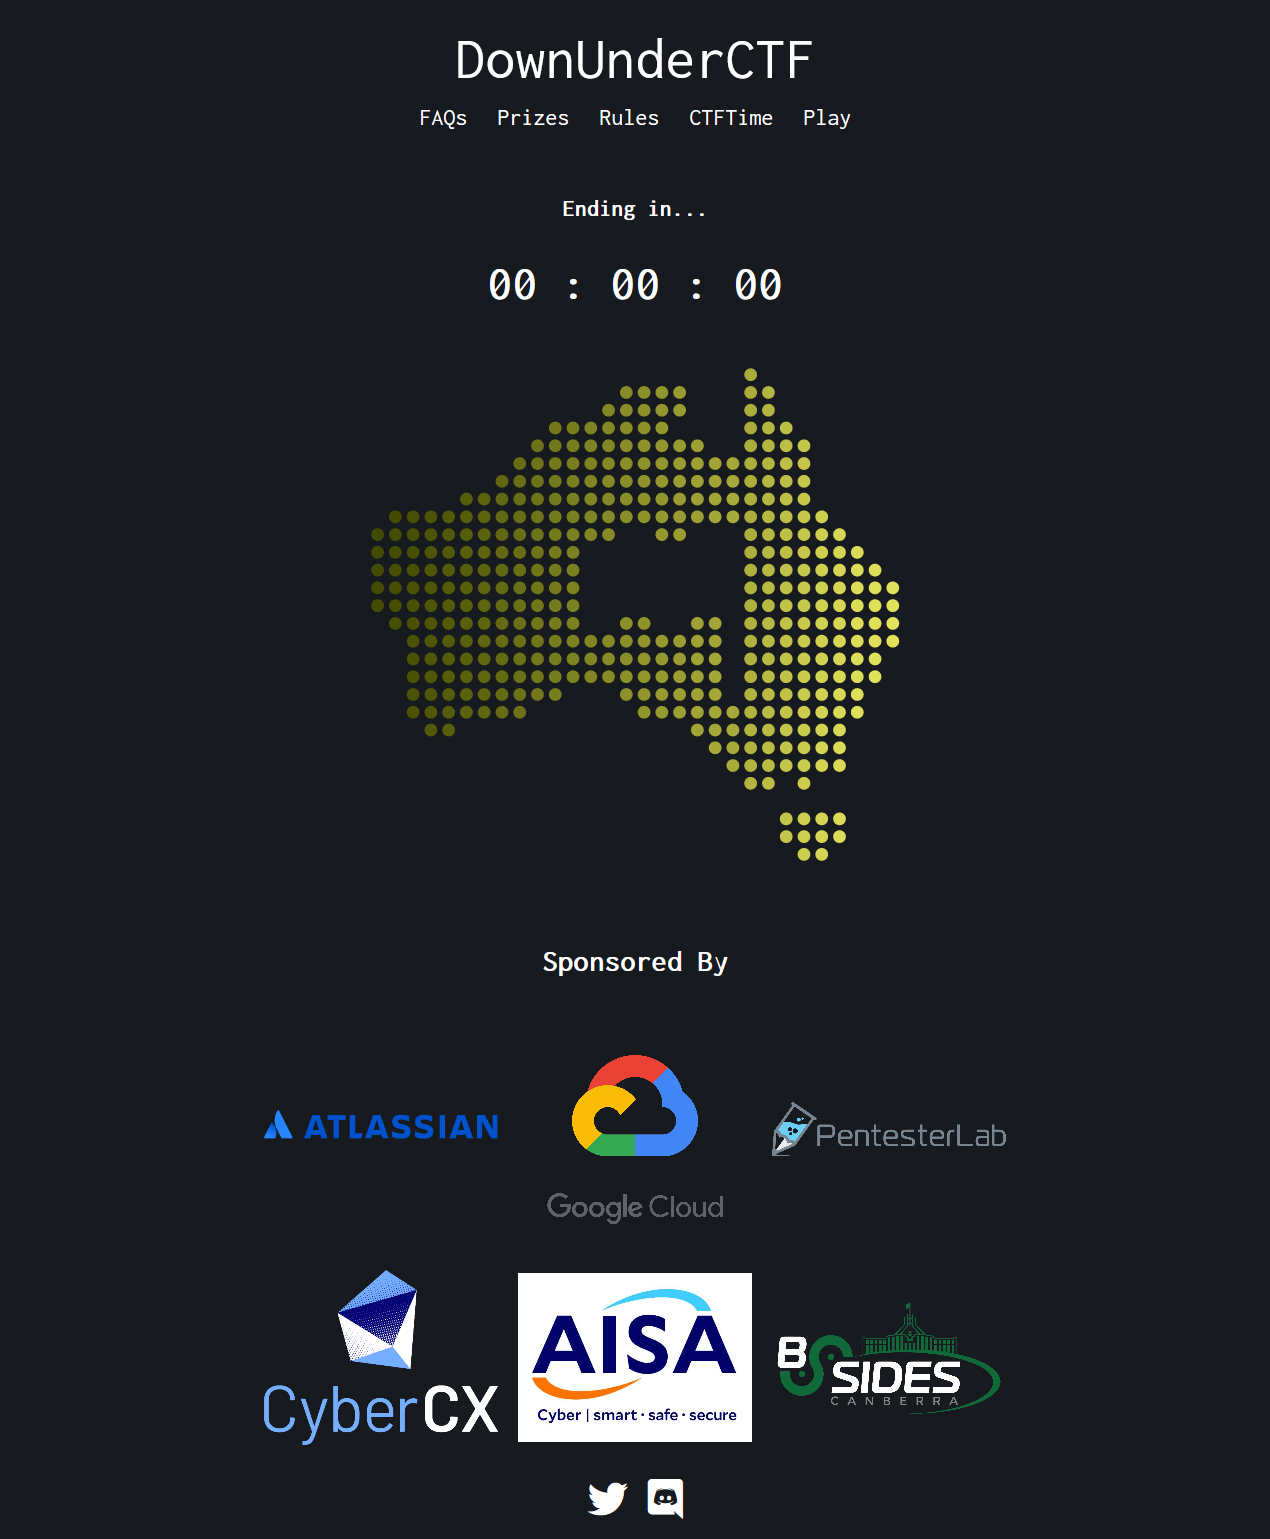 DownUnderCTF
FAQs Prizes Rules CTFTime Play
Ending in...
00 : 00 : 00
Sponsored By
ATLASSIAN
Google Cloud
PentesterLab
CyberCX
AISA
Cyber | smart · safe · secure
BSIDES
CANBERRA